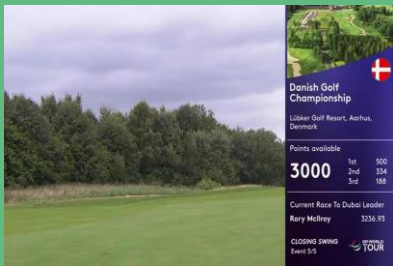 Danish Golf
Championship
Lübker Golf Resort, Aarhus,
Denmark
Points available
3000
1st 500
2nd 334
3rd 188
Current Race To Dubai Leader
Rory McIlroy 3236.93
CLOSING SWING
Event 5/5
DP WORLD
TOUR